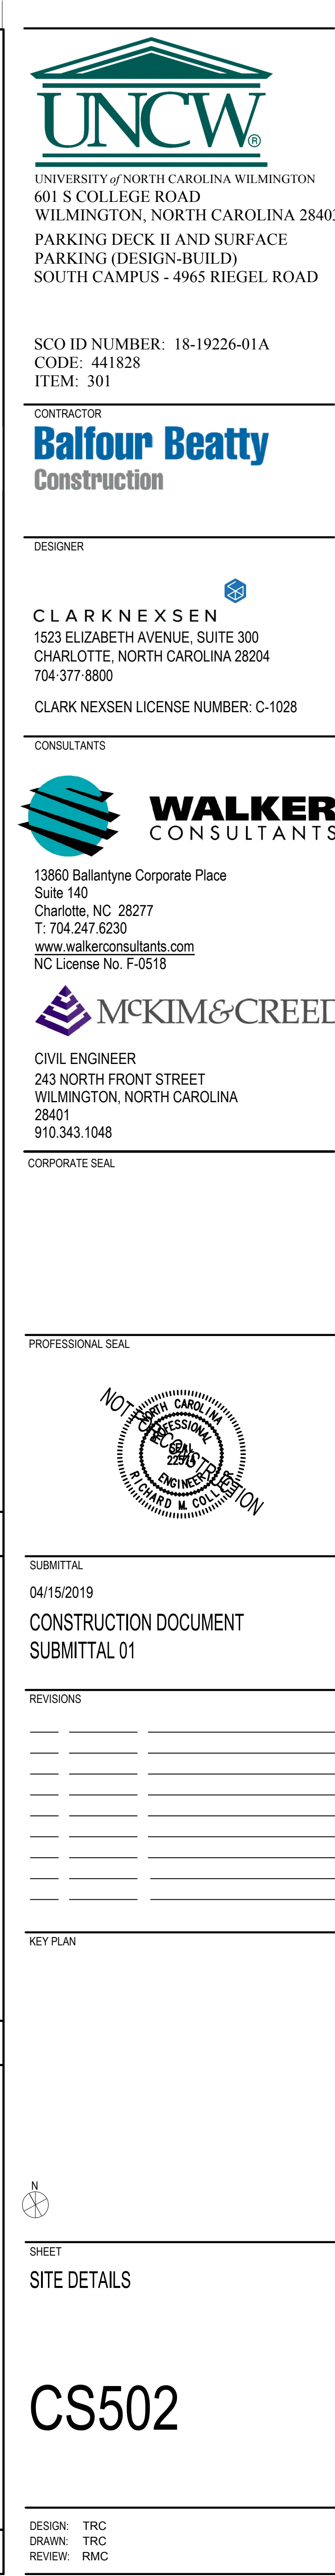 UNCW®
UNIVERSITY of NORTH CAROLINA WILMINGTON
601 S COLLEGE ROAD
WILMINGTON, NORTH CAROLINA 28403
PARKING DECK II AND SURFACE
PARKING (DESIGN-BUILD)
SOUTH CAMPUS - 4965 RIEGEL ROAD
SCO ID NUMBER: 18-19226-01A
CODE: 441828
ITEM: 301
CONTRACTOR
Balfour Beatty
Construction
DESIGNER
CLARKNEXSEN
1523 ELIZABETH AVENUE, SUITE 300
CHARLOTTE, NORTH CAROLINA 28204
704·377·8800
CLARK NEXSEN LICENSE NUMBER: C-1028
CONSULTANTS
WALKER
CONSULTANTS
13860 Ballantyne Corporate Place
Suite 140
Charlotte, NC 28277
T: 704.247.6230
www.walkerconsultants.com
NC License No. F-0518
McKIM&CREED
CIVIL ENGINEER
243 NORTH FRONT STREET
WILMINGTON, NORTH CAROLINA
28401
910.343.1048
CORPORATE SEAL
PROFESSIONAL SEAL
NOT FOR CONSTRUCTION
NORTH CAROLINA
PROFESSIONAL
SEAL
22574
ENGINEER
RICHARD M. COLLIER
SUBMITTAL
04/15/2019
CONSTRUCTION DOCUMENT
SUBMITTAL 01
REVISIONS
KEY PLAN
N
SHEET
SITE DETAILS
CS502
DESIGN: TRC
DRAWN: TRC
REVIEW: RMC